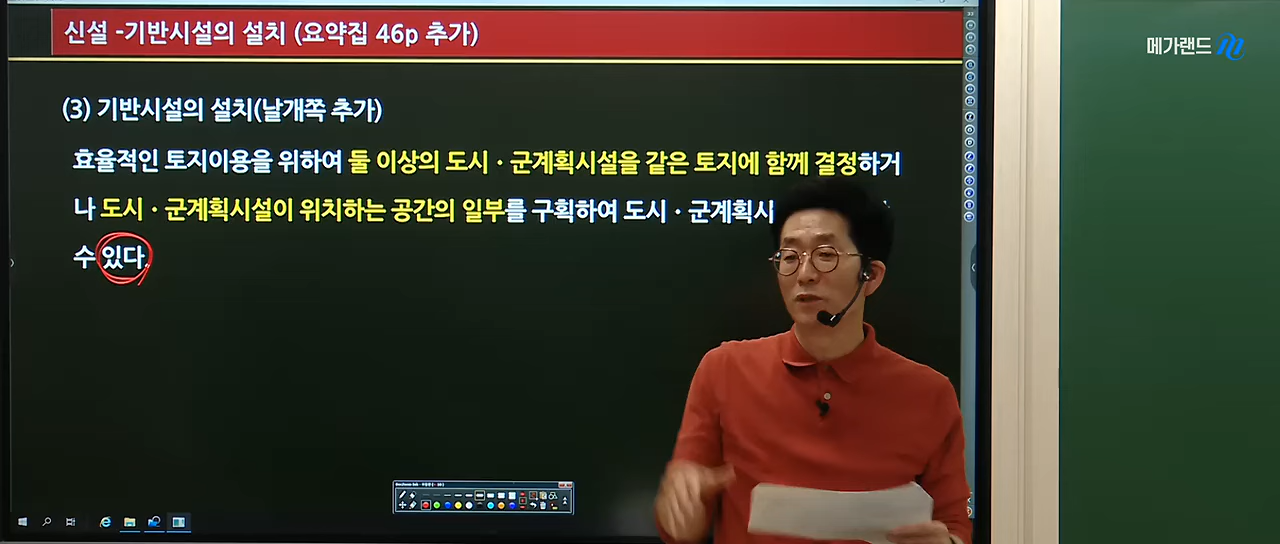 신설 -기반시설의 설치 (요약집 46p 추가)
메가랜드
(3) 기반시설의 설치(날개쪽 추가)
효율적인 토지이용을 위하여 둘 이상의 도시 · 군계획시설을 같은 토지에 함께 결정하거
나 도시 · 군계획시설이 위치하는 공간의 일부를 구획하여 도시 · 군계획시
수 있다.